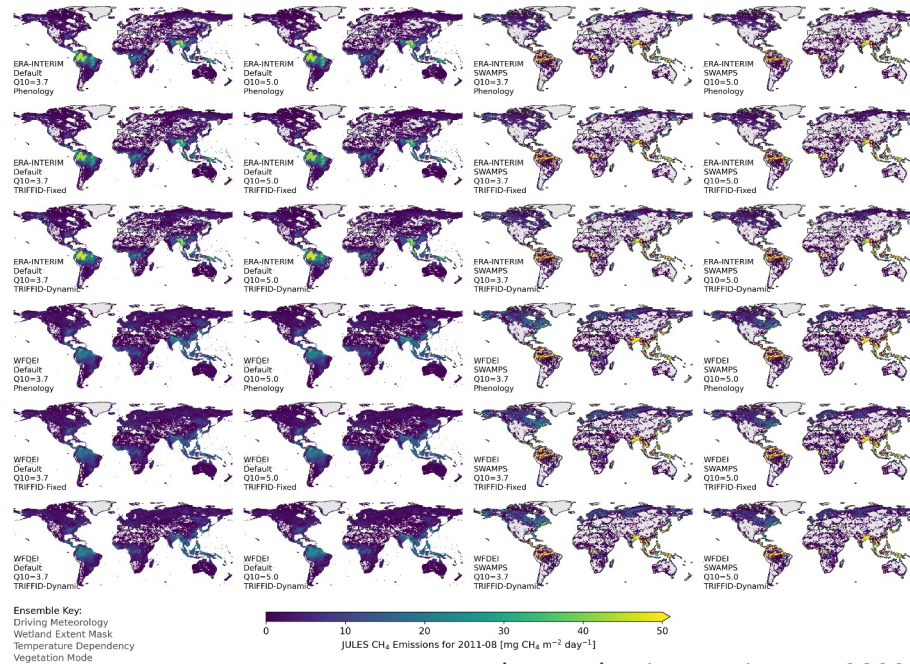 ERA-INTERIM
Default
Q10=3.7
Phenology
ERA-INTERIM
Default
Q10=5.0
Phenology
ERA-INTERIM
SWAMPS
Q10=3.7
Phenology
ERA-INTERIM
SWAMPS
Q10=5.0
Phenology
ERA-INTERIM
Default
Q10=3.7
TRIFFID-Fixed
ERA-INTERIM
Default
Q10=5.0
TRIFFID-Fixed
ERA-INTERIM
SWAMPS
Q10=3.7
TRIFFID-Fixed
ERA-INTERIM
SWAMPS
Q10=5.0
TRIFFID-Fixed
ERA-INTERIM
Default
Q10=3.7
TRIFFID-Dynamic
ERA-INTERIM
Default
Q10=5.0
TRIFFID-Dynamic
ERA-INTERIM
SWAMPS
Q10=3.7
TRIFFID-Dynamic
ERA-INTERIM
SWAMPS
Q10=5.0
TRIFFID-Dynamic
WFDEI
Default
Q10=3.7
Phenology
WFDEI
Default
Q10=5.0
Phenology
WFDEI
SWAMPS
Q10=3.7
Phenology
WFDEI
SWAMPS
Q10=5.0
Phenology
WFDEI
Default
Q10=3.7
TRIFFID-Fixed
WFDEI
Default
Q10=5.0
TRIFFID-Fixed
WFDEI
SWAMPS
Q10=3.7
TRIFFID-Fixed
WFDEI
SWAMPS
Q10=5.0
TRIFFID-Fixed
WFDEI
Default
Q10=3.7
TRIFFID-Dynamic
WFDEI
Default
Q10=5.0
TRIFFID-Dynamic
WFDEI
SWAMPS
Q10=3.7
TRIFFID-Dynamic
WFDEI
SWAMPS
Q10=5.0
TRIFFID-Dynamic
Ensemble Key:
Driving Meteorology
Wetland Extent Mask
Temperature Dependency
Vegetation Mode
0 10 20 30 40 50
JULES CH₄ Emissions for 2011-08 [mg CH₄ m⁻² day⁻¹]